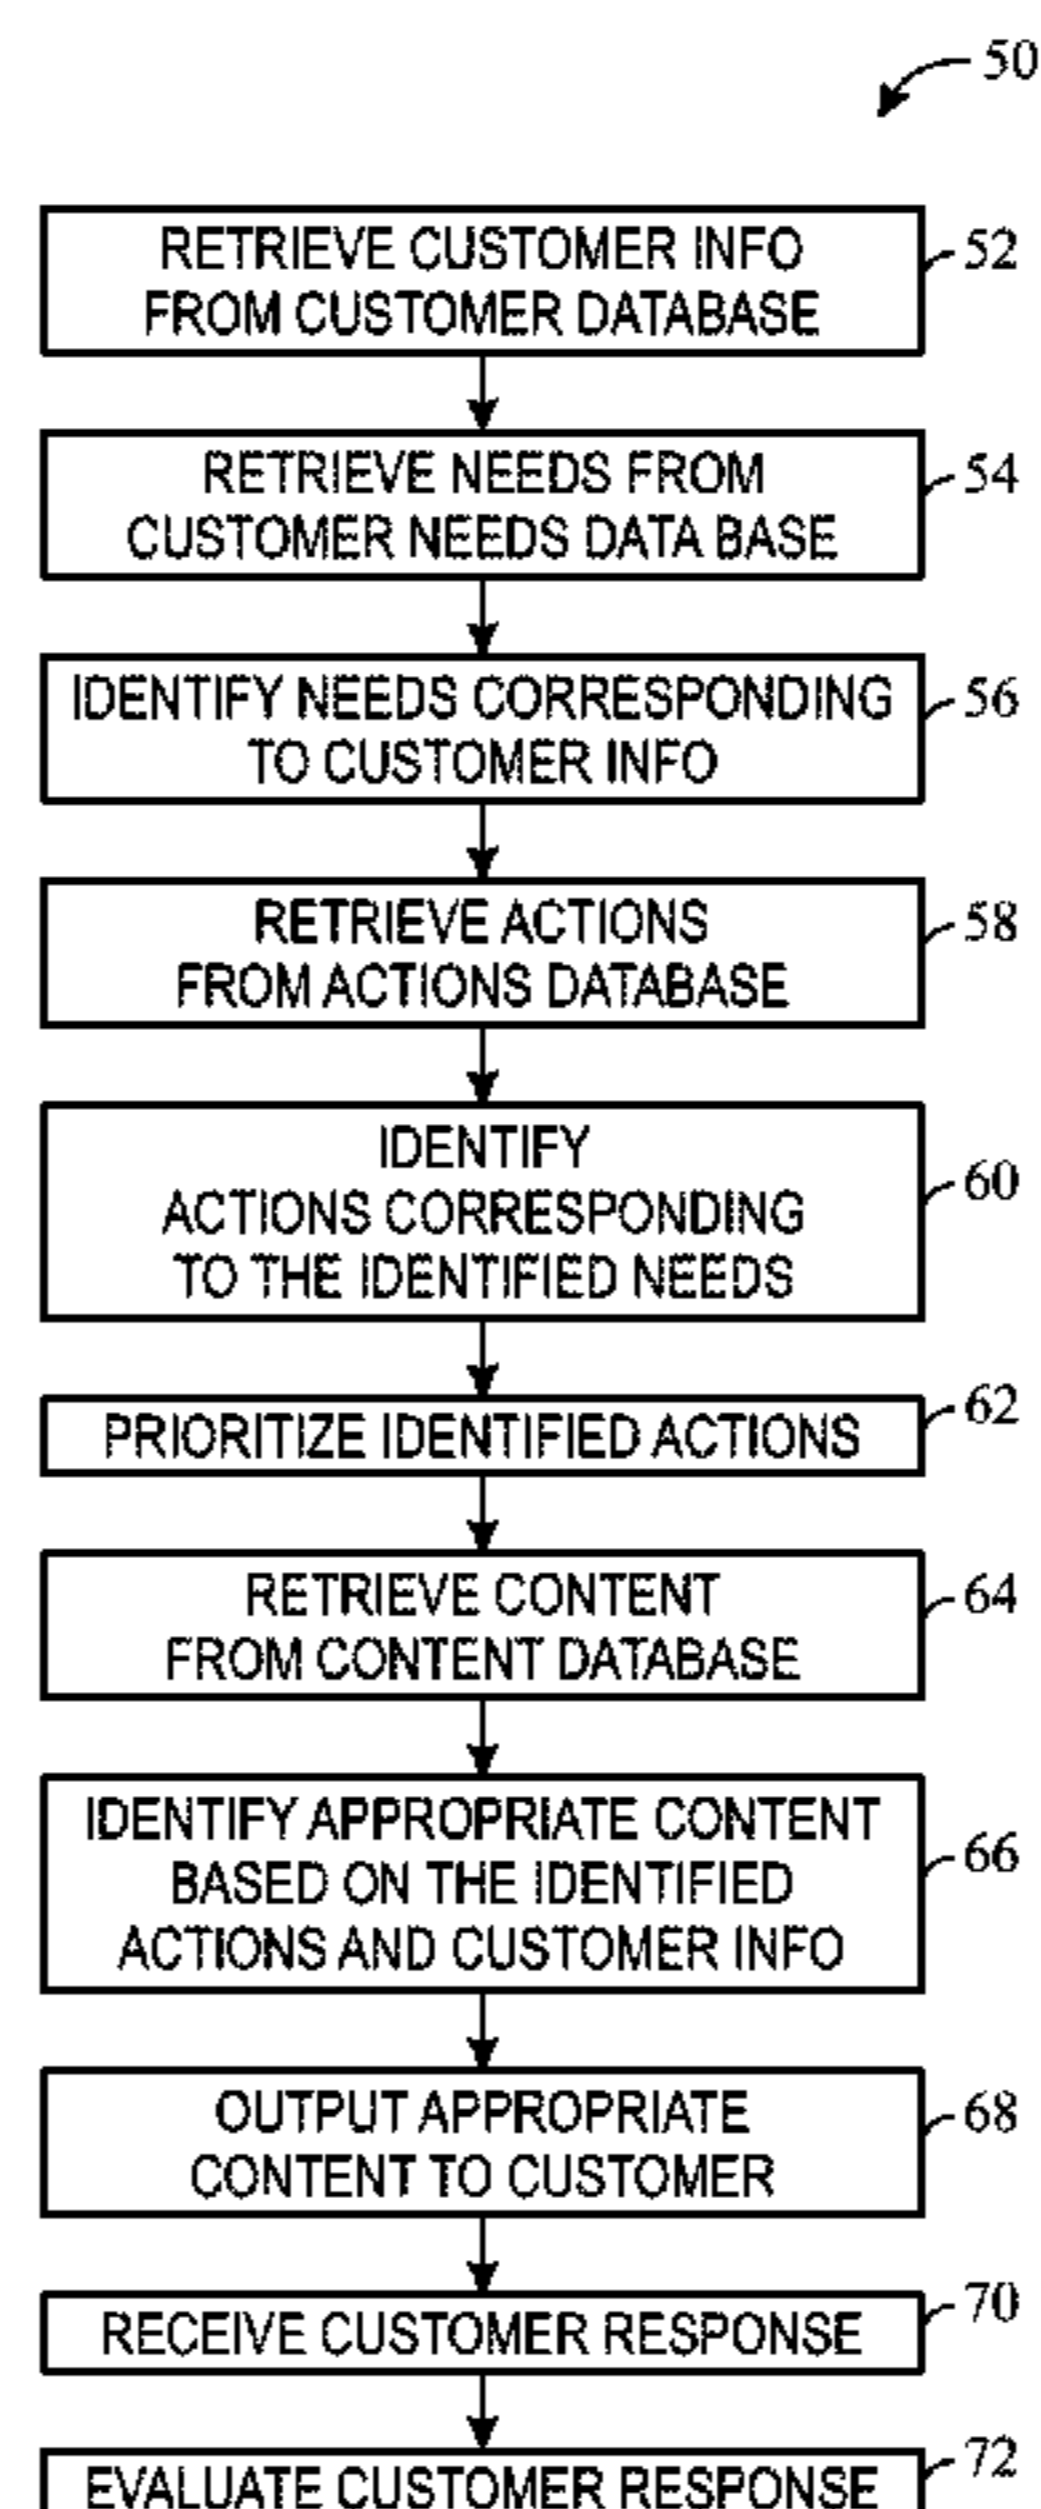 50
RETRIEVE CUSTOMER INFO
FROM CUSTOMER DATABASE
52
RETRIEVE NEEDS FROM
CUSTOMER NEEDS DATA BASE
54
IDENTIFY NEEDS CORRESPONDING
TO CUSTOMER INFO
56
RETRIEVE ACTIONS
FROM ACTIONS DATABASE
58
IDENTIFY
ACTIONS CORRESPONDING
TO THE IDENTIFIED NEEDS
60
PRIORITIZE IDENTIFIED ACTIONS
62
RETRIEVE CONTENT
FROM CONTENT DATABASE
64
IDENTIFY APPROPRIATE CONTENT
BASED ON THE IDENTIFIED
ACTIONS AND CUSTOMER INFO
66
OUTPUT APPROPRIATE
CONTENT TO CUSTOMER
68
RECEIVE CUSTOMER RESPONSE
70
EVALUATE CUSTOMER RESPONSE
72